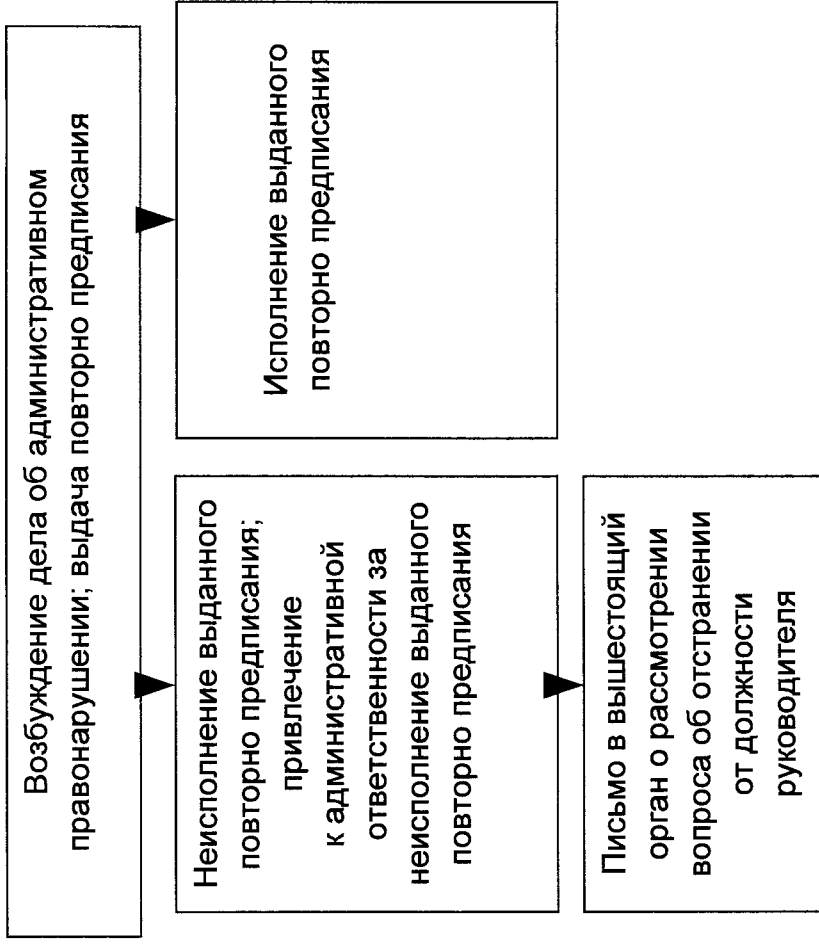 Возбуждение дела об административном
правонарушении; выдача повторно предписания
Неисполнение выданного
повторно предписания;
привлечение
к административной
ответственности за
неисполнение выданного
повторно предписания
Исполнение выданного
повторно предписания
Письмо в вышестоящий
орган о рассмотрении
вопроса об отстранении
от должности
руководителя